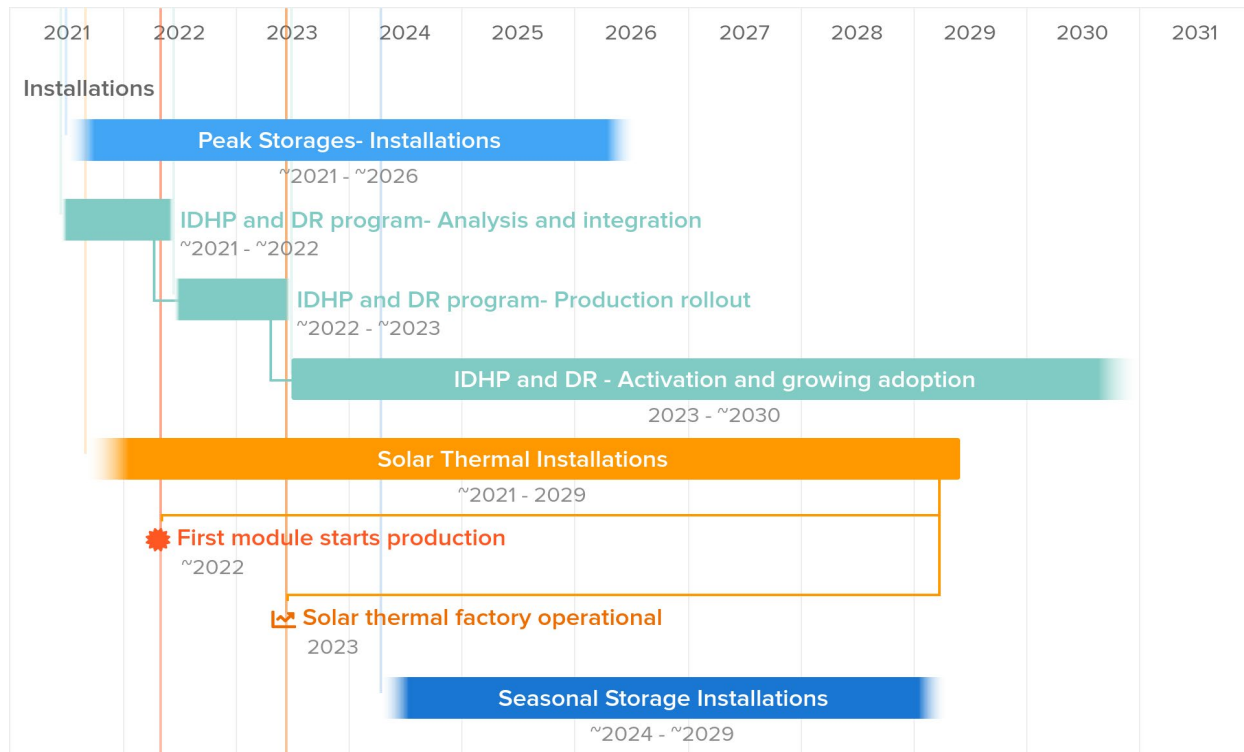 2021 2022 2023 2024 2025 2026 2027 2028 2029 2030 2031
Installations
Peak Storages- Installations
~2021 - ~2026
IDHP and DR program- Analysis and integration
~2021 - ~2022
IDHP and DR program- Production rollout
~2022 - ~2023
IDHP and DR - Activation and growing adoption
2023 - ~2030
Solar Thermal Installations
~2021 - 2029
First module starts production
~2022
Solar thermal factory operational
2023
Seasonal Storage Installations
~2024 - ~2029